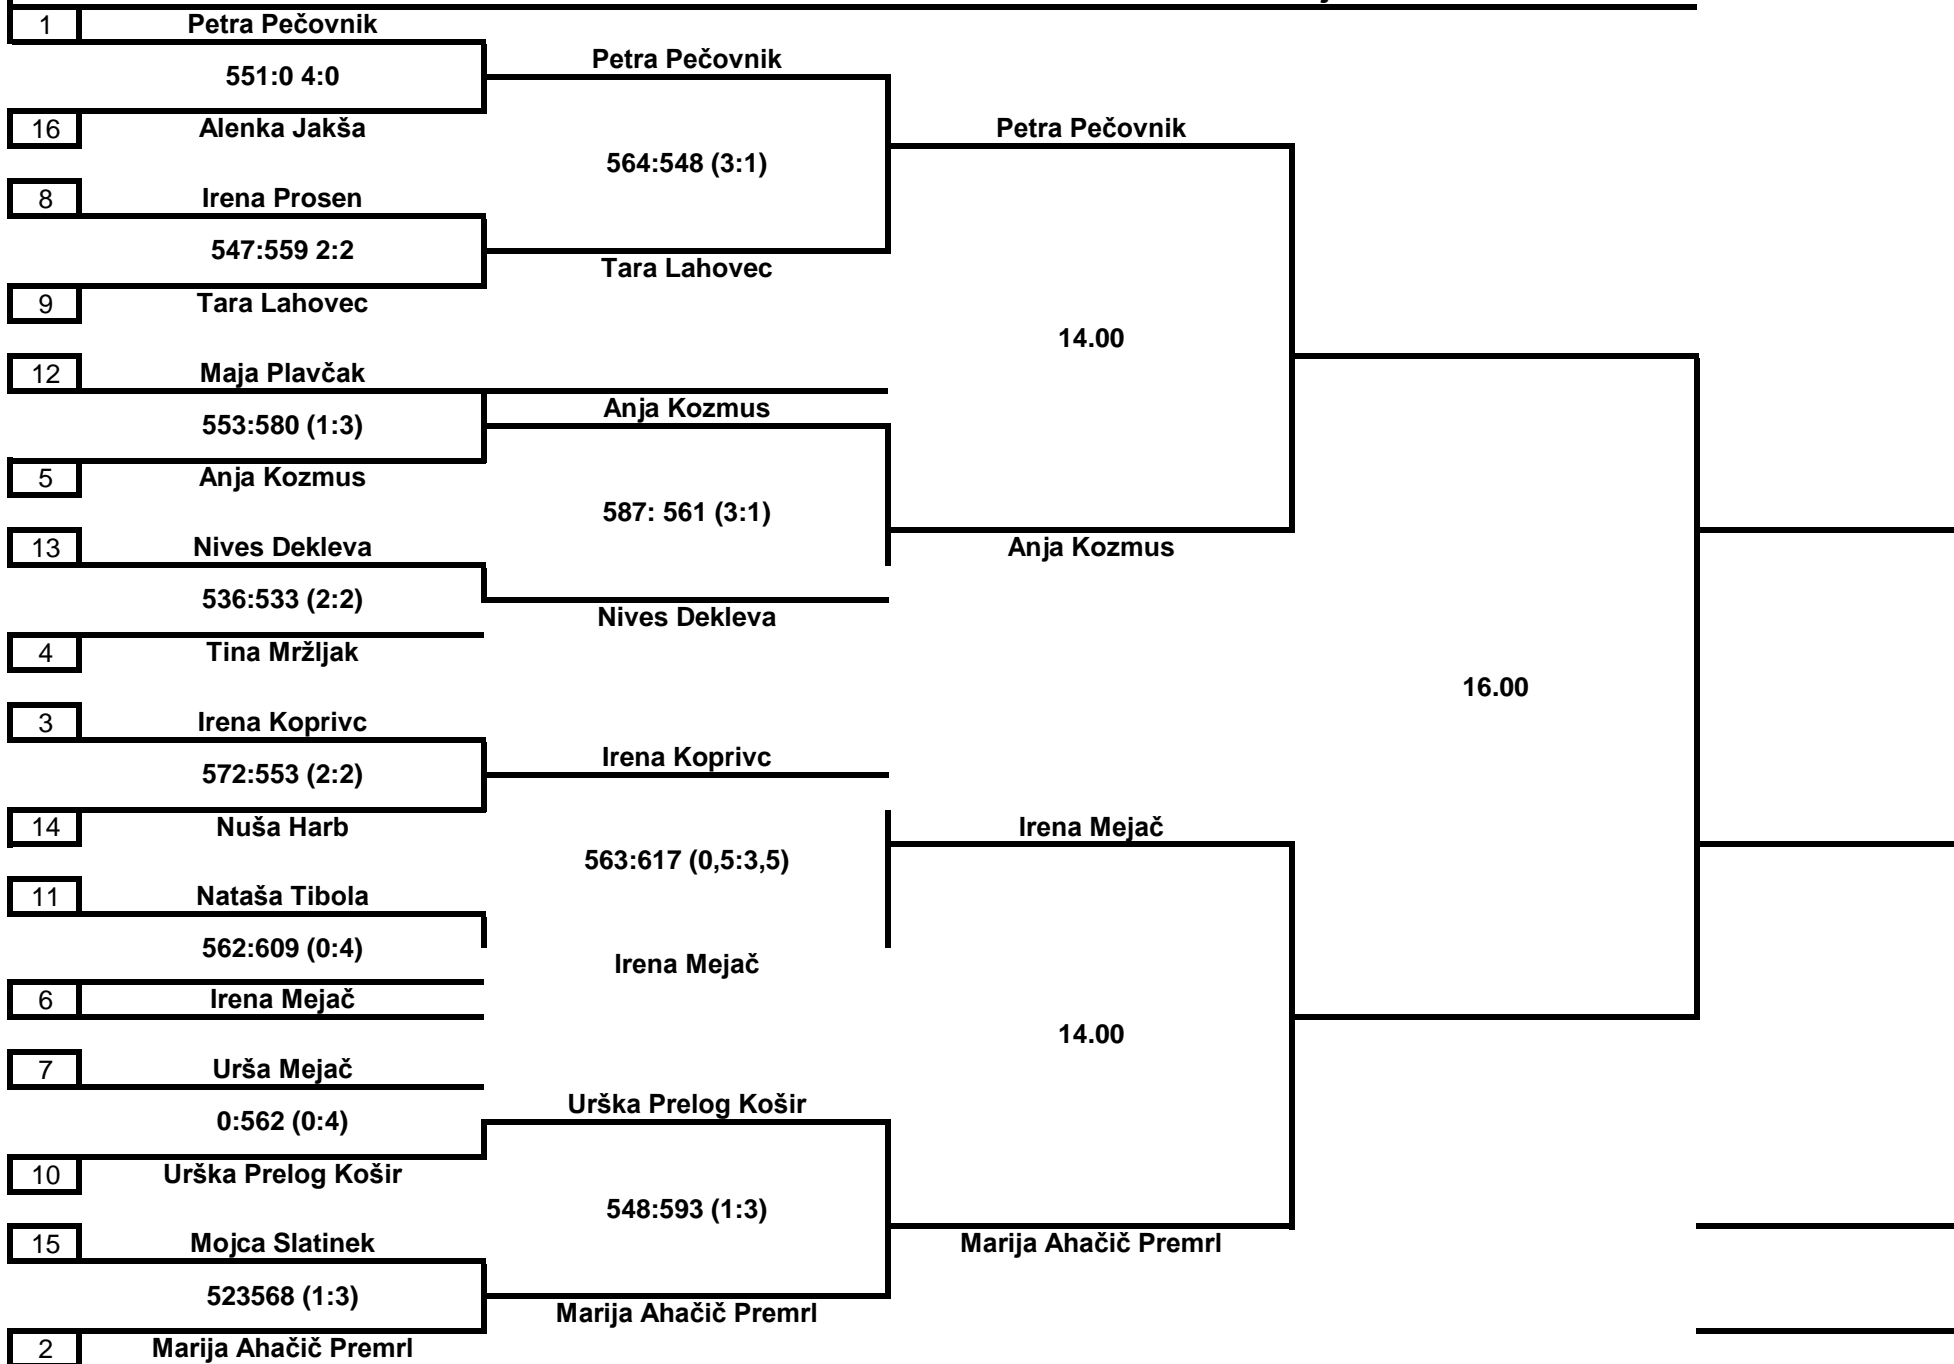 1 Petra Pečovnik
551:0 4:0
16 Alenka Jakša
8 Irena Prosen
547:559 2:2
9 Tara Lahovec
12 Maja Plavčak
553:580 (1:3)
5 Anja Kozmus
13 Nives Dekleva
536:533 (2:2)
4 Tina Mržljak
3 Irena Koprivc
572:553 (2:2)
14 Nuša Harb
11 Nataša Tibola
562:609 (0:4)
6 Irena Mejač
7 Urša Mejač
0:562 (0:4)
10 Urška Prelog Košir
15 Mojca Slatinek
523568 (1:3)
2 Marija Ahačič Premrl
Petra Pečovnik
564:548 (3:1)
Tara Lahovec
Anja Kozmus
587: 561 (3:1)
Nives Dekleva
Irena Koprivc
563:617 (0,5:3,5)
Irena Mejač
Urška Prelog Košir
548:593 (1:3)
Marija Ahačič Premrl
Petra Pečovnik
14.00
Anja Kozmus
Irena Mejač
14.00
Marija Ahačič Premrl
16.00